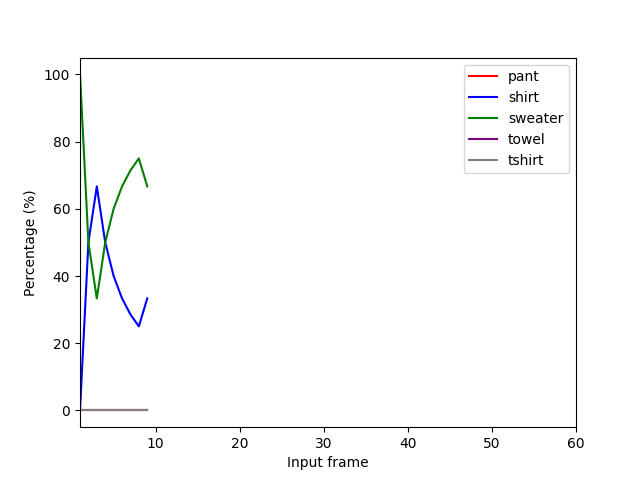 100
80
60
40
20
0
Percentage (%)
pant
shirt
sweater
towel
tshirt
10 20 30 40 50 60
Input frame